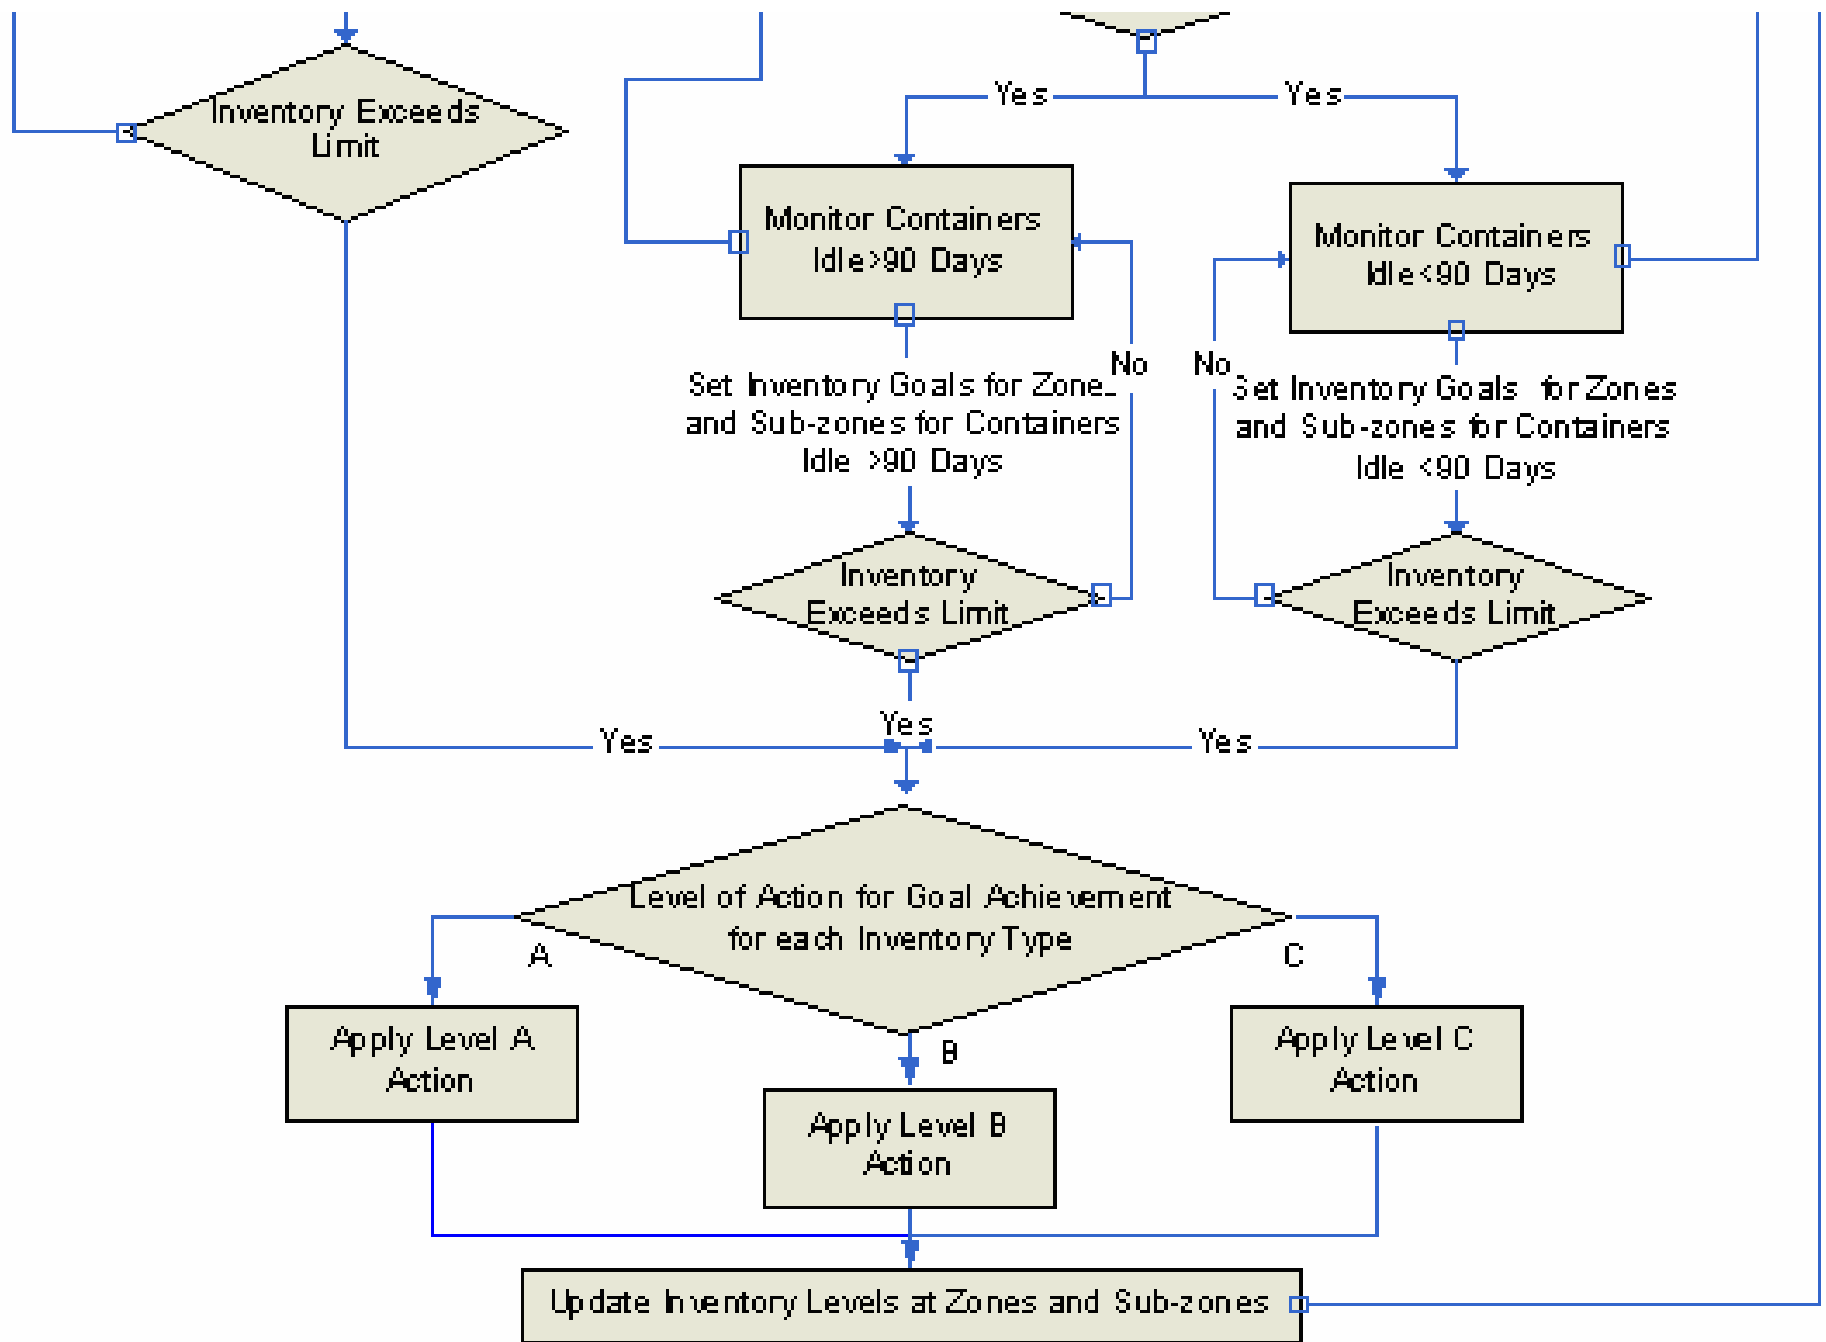 Inventory Exceeds
Limit
Yes
Yes
Monitor Containers
Idle>90 Days
Monitor Containers
Idle<90 Days
No
No
Set Inventory Goals for Zones
and Sub-zones for Containers
Idle >90 Days
Set Inventory Goals for Zones
and Sub-zones for Containers
Idle <90 Days
Inventory
Exceeds Limit
Inventory
Exceeds Limit
Yes
Yes
Yes
Level of Action for Goal Achievement
for each Inventory Type
A
C
B
Apply Level A
Action
Apply Level B
Action
Apply Level C
Action
Update Inventory Levels at Zones and Sub-zones